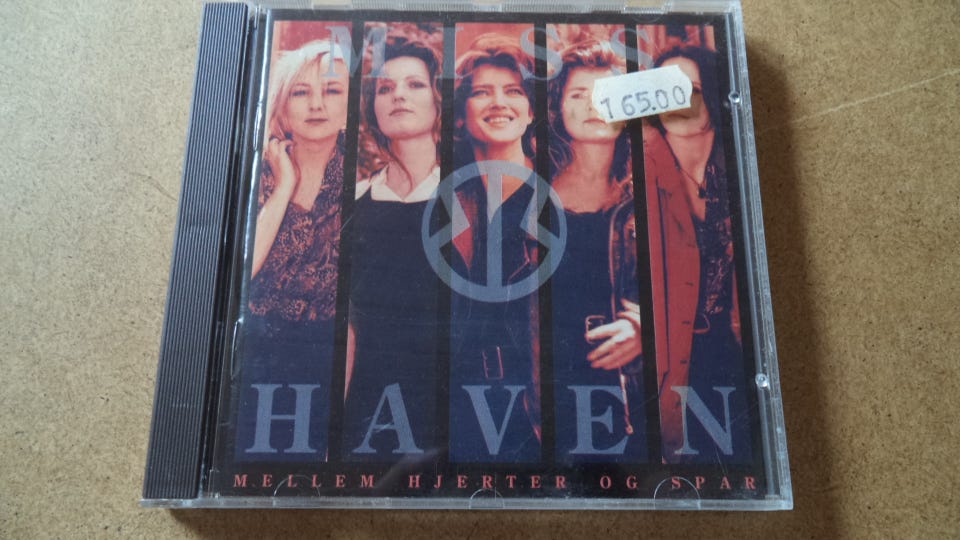 MISS
165.00
HAVEN
MELLEM HJERTER OG SPAR